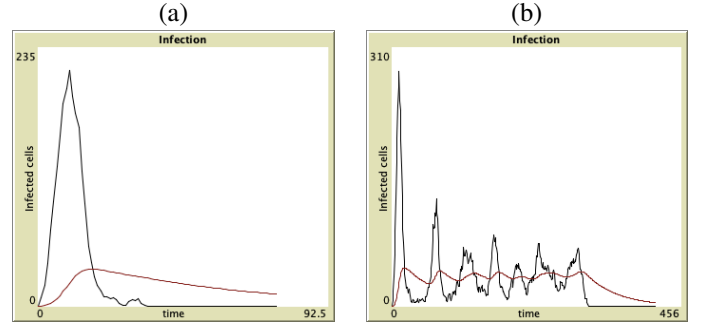 (a)
(b)
Infection
235
Infected cells
0
0
time
92.5
Infection
310
Infected cells
0
0
time
456